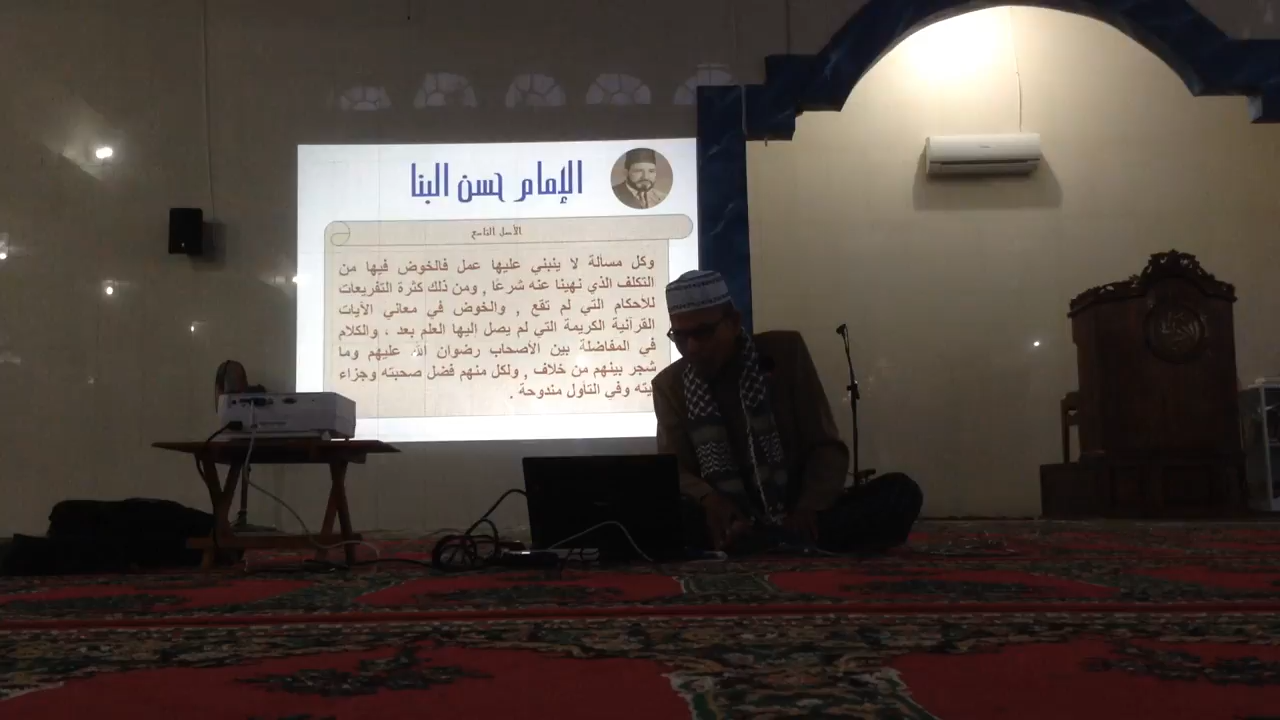 الإمام حسن البنا
الأصل التاسع
وكل مسألة لا ينبني عليها عمل فالخوض فيها من
التكلف الذي نهينا عنه شرعًا , ومن ذلك كثرة التفريعات
للأحكام التي لم تقع , والخوض في معاني الآيات
القرآنية الكريمة التي لم يصل إليها العلم بعد ، والكلام
في المفاضلة بين الأصحاب رضوان الله عليهم وما
شجر بينهم من خلاف , ولكل منهم فضل صحبته وجزاء
نيته وفي التأول مندوحة .